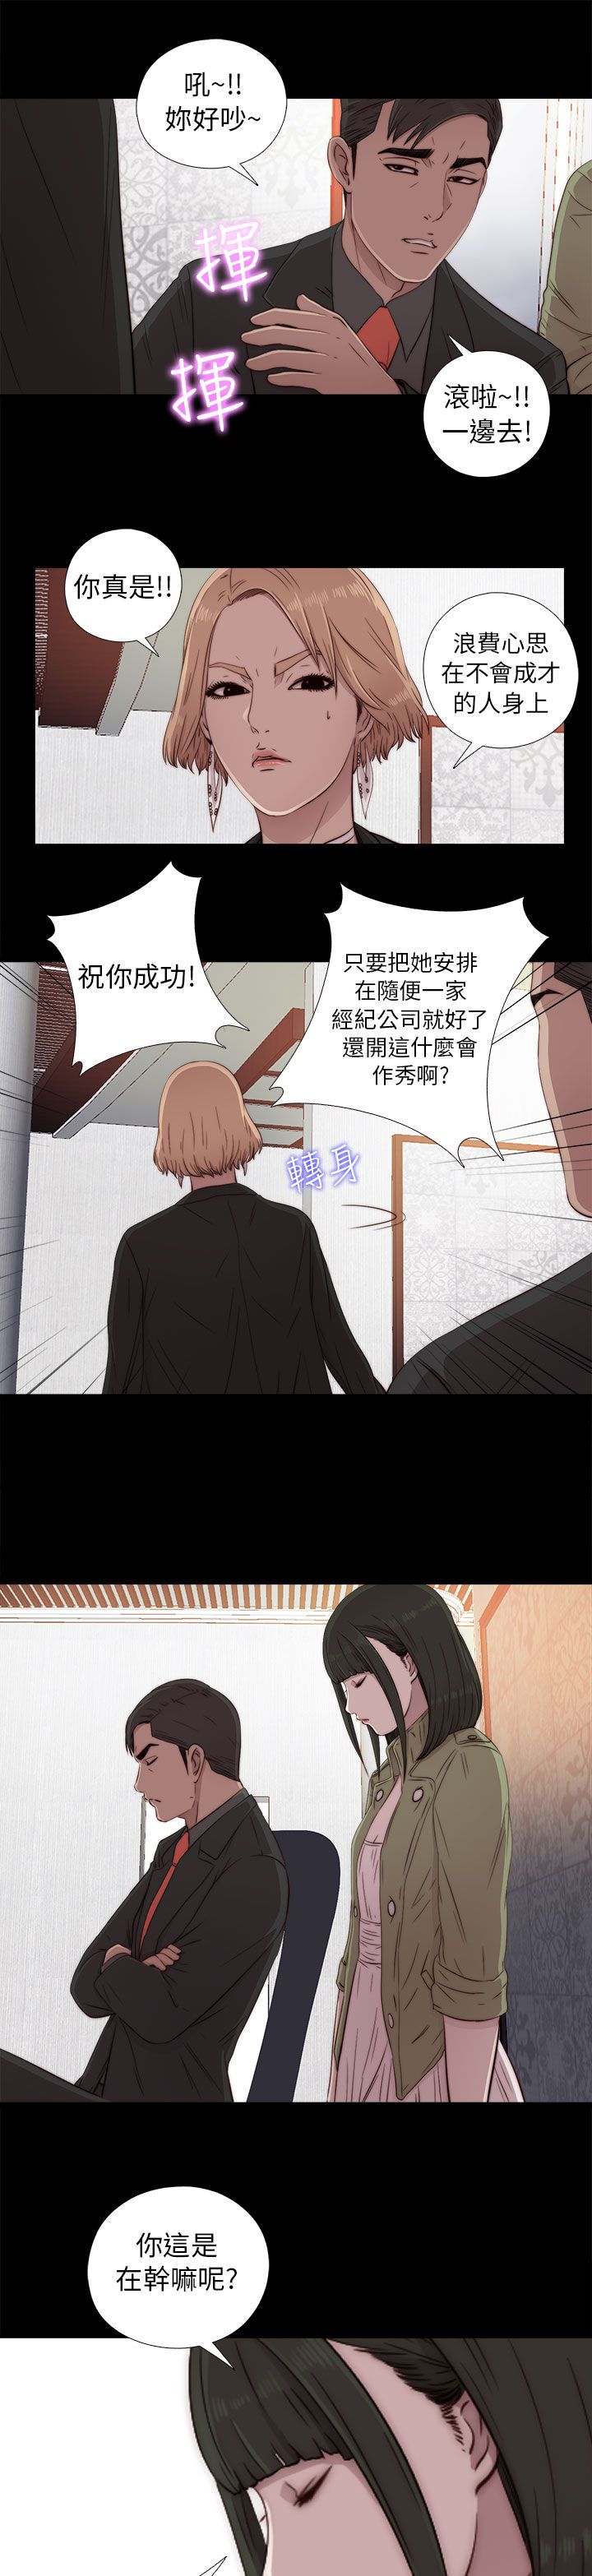 吼~!!
妳好吵~
揮
揮
滾啦~!!
一邊去!
你真是!!
浪費心思
在不會成才
的人身上
祝你成功!
只要把她安排
在隨便一家
經紀公司就好了
還開這什麼會
作秀啊?
轉身
你這是
在幹嘛呢?